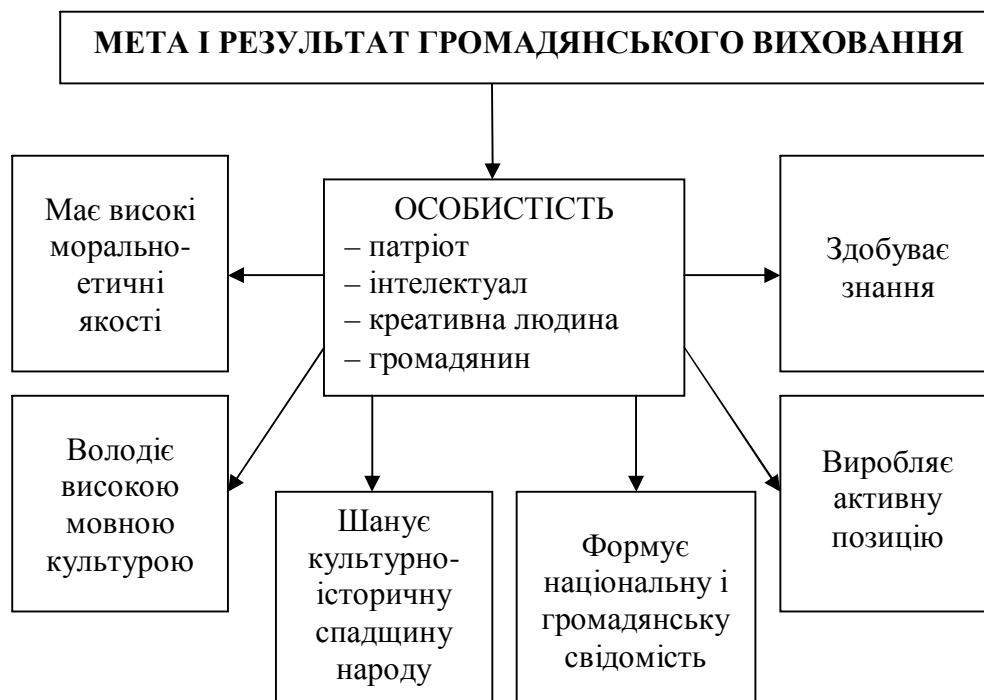 МЕТА І РЕЗУЛЬТАТ ГРОМАДЯНСЬКОГО ВИХОВАННЯ
ОСОБИСТІСТЬ
– патріот
– інтелектуал
– креативна людина
– громадянин
Має високі
морально-
етичні
якості
Здобуває
знання
Володіє
високою
мовною
культурою
Шанує
культурно-
історичну
спадщину
народу
Формує
національну і
громадянську
свідомість
Виробляє
активну
позицію